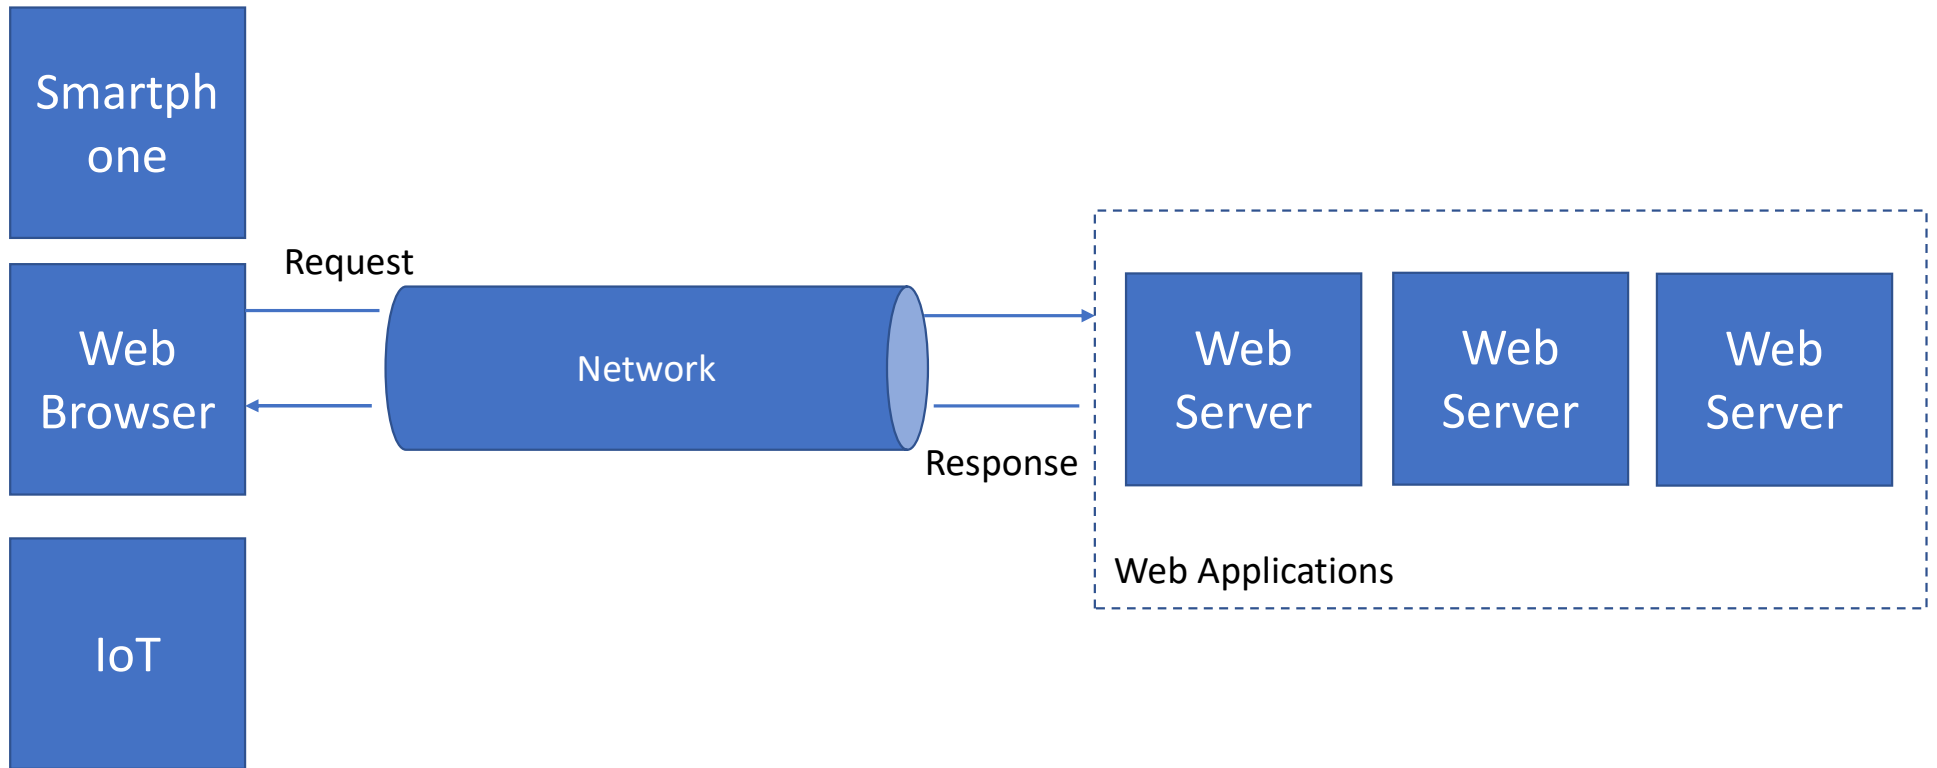 Smartph
one
Request
Web
Browser
Network
Response
Web
Server
Web
Server
Web
Server
Web Applications
IoT